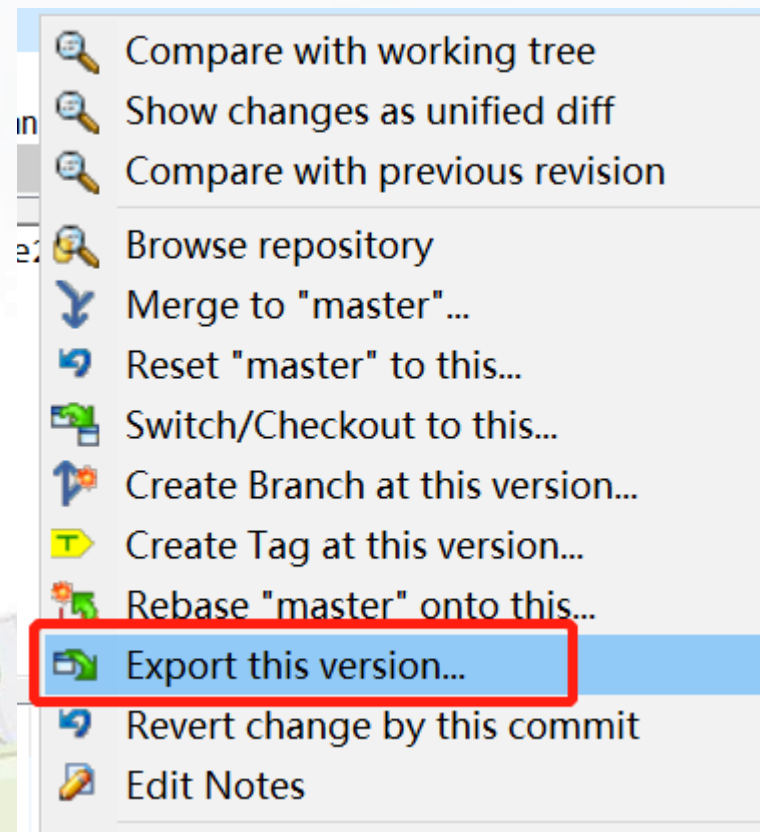 Compare with working tree
Show changes as unified diff
Compare with previous revision
Browse repository
Merge to "master"...
Reset "master" to this...
Switch/Checkout to this...
Create Branch at this version...
Create Tag at this version...
Rebase "master" onto this...
Export this version...
Revert change by this commit
Edit Notes